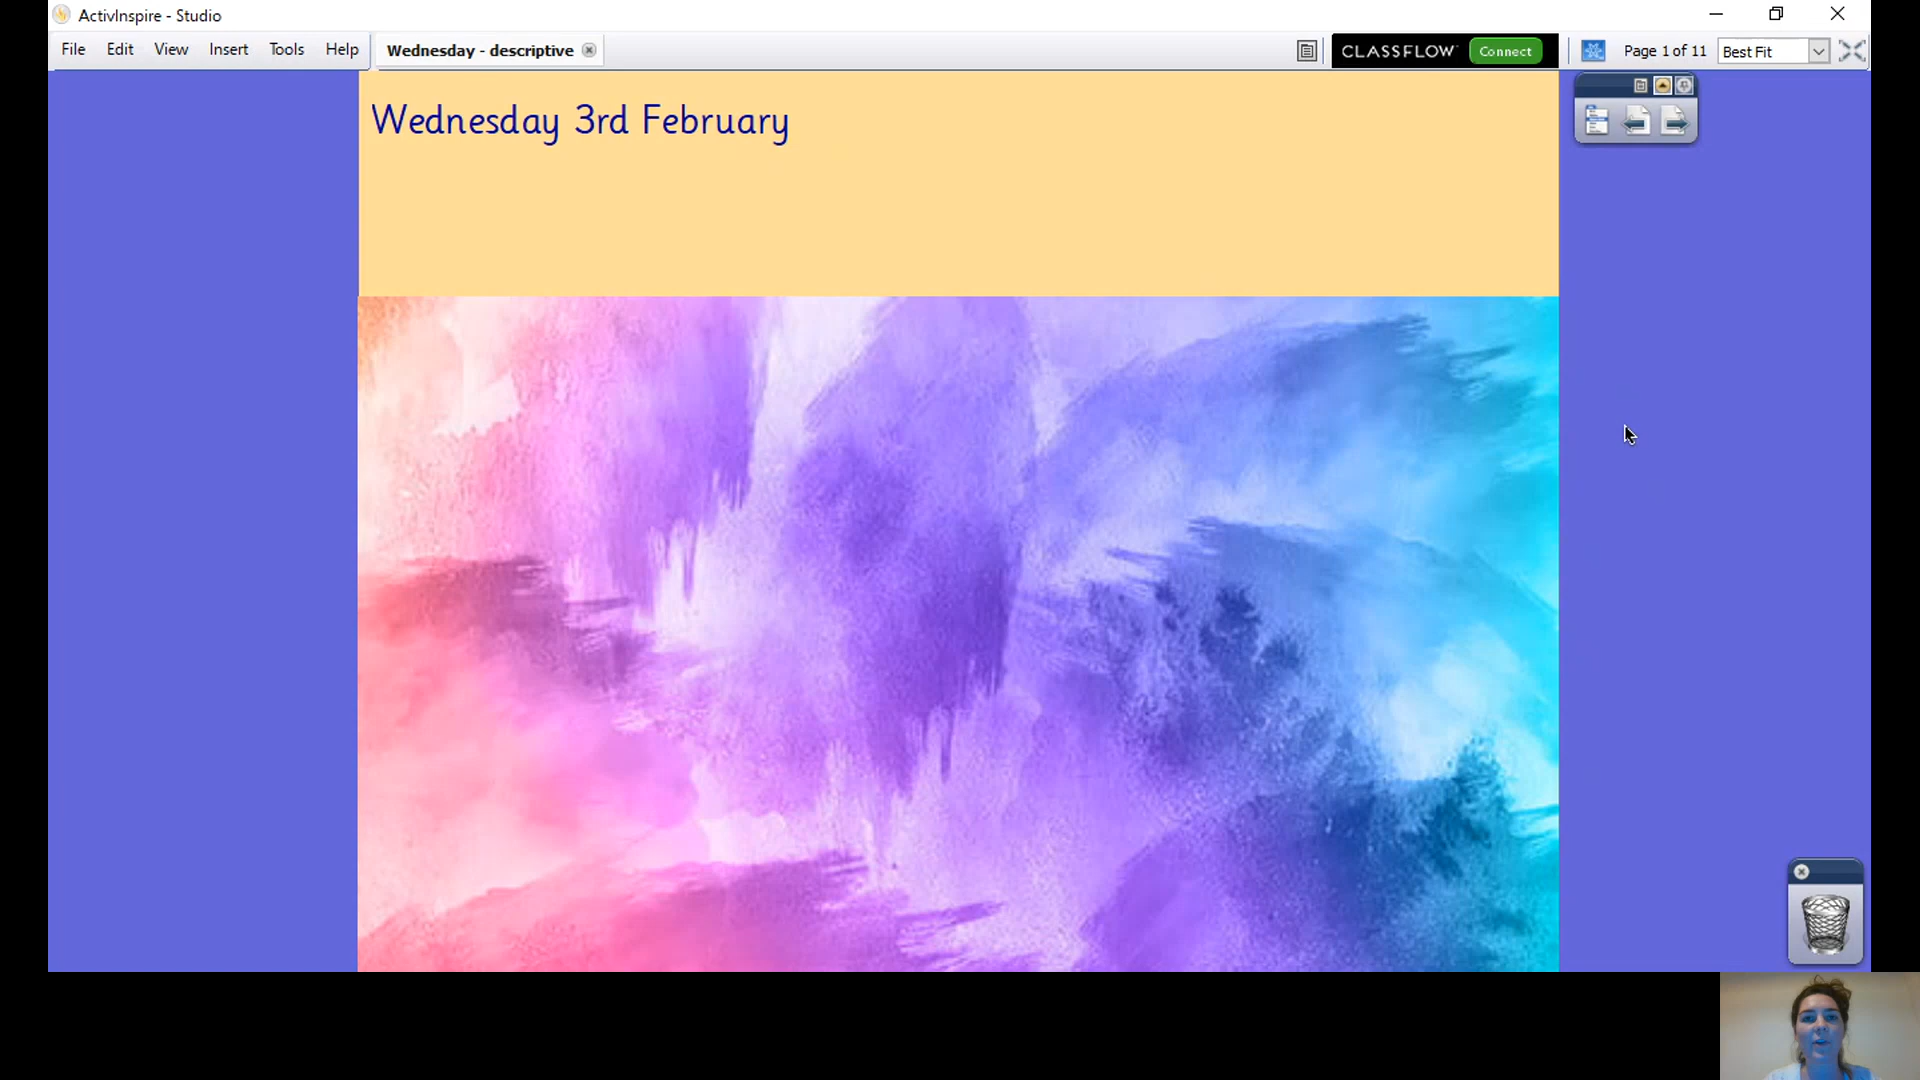 ActivInspire - Studio
File Edit View Insert Tools Help Wednesday - descriptive CLASSFLOW Connect Page 1 of 11 Best Fit
Wednesday 3rd February